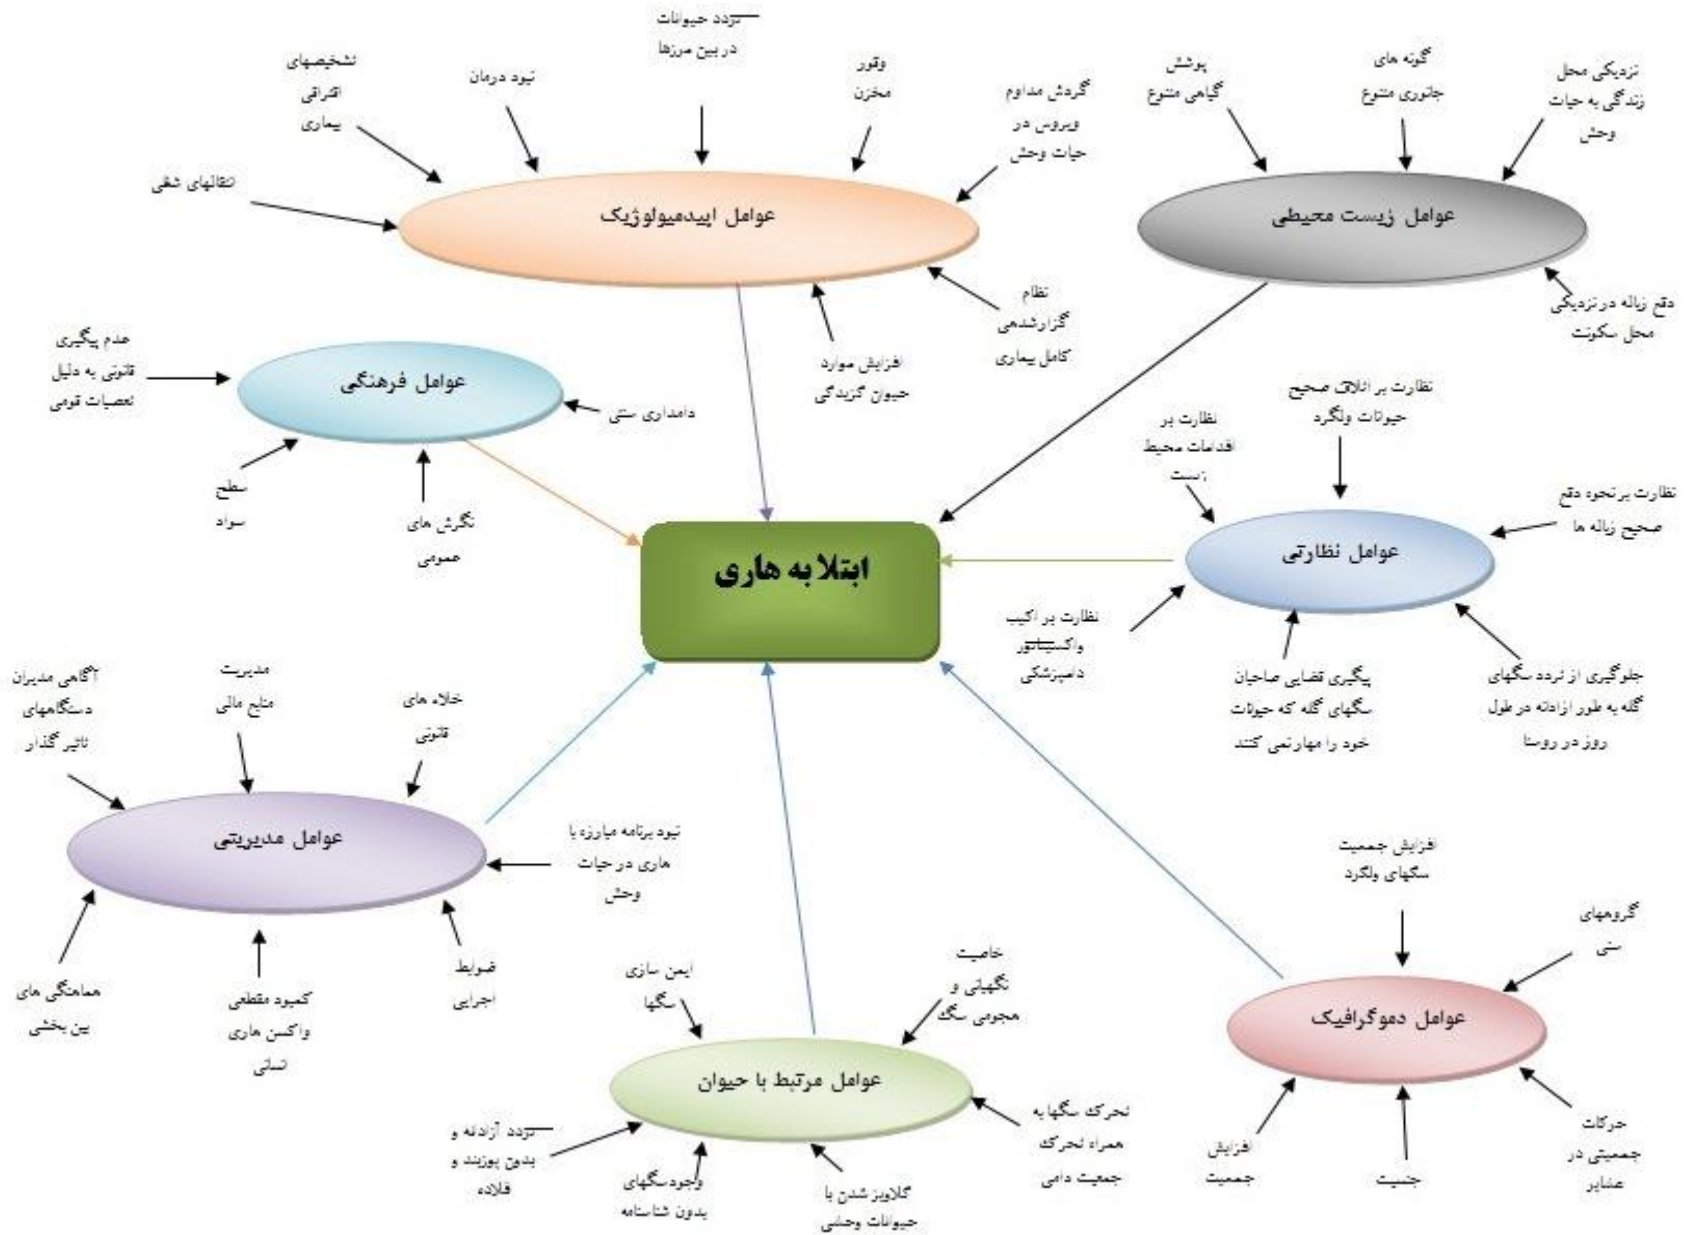 تردد حیوانات
در بین مرزها
وفور
مخزن
گردش مداوم
ویروس در
حیات وحش
نبود درمان
تشخیصهای
افتراقی
بیماری
انتقالهای شغلی
عوامل اپیدمیولوژیک
نظام
گزارشدهی
کامل بیماری
افزایش موارد
حیوان گزیدگی
نزدیکی محل
زندگی به حیات
وحش
گونه های
جانوری متنوع
پوشش
گیاهی متنوع
عوامل زیست محیطی
دفع زباله در نزدیکی
محل سکونت
عدم پیگیری
قانونی به دلیل
تعصبات قومی
عوامل فرهنگی
دامداری سنتی
سطح
سواد
نگرش های
عمومی
نظارت بر اتلاف صحیح
حیوانات ولگرد
نظارت بر
اقدامات محیط
زیست
نظارت بر نحوه دفع
صحیح زباله ها
عوامل نظارتی
نظارت بر اکیپ
واکسیناتور
دامپزشکی
پیگیری قضایی صاحبان
سگهای گله که حیوانات
خود را مهار نمی کنند
جلوگیری از تردد سگهای
گله به طور ازادانه در طول
روز در روستا
ابتلا به هاری
آگاهی مدیران
دستگاههای
تاثیر گذار
مدیریت
منابع مالی
خلاء های
قانونی
عوامل مدیریتی
نبود برنامه مبارزه با
هاری در حیات
وحش
ضوابط
اجرایی
کمبود مقطعی
واکسن هاری
انسانی
هماهنگی های
بین بخشی
ایمن سازی
سگها
خاصیت
نگهبانی و
هجومی سگ
عوامل مرتبط با حیوان
تحرک سگها به
همراه تحرک
جمعیت دامی
گلاویز شدن با
حیوانات وحشی
وجود سگهای
بدون شناسنامه
تردد آزادانه و
بدون پوزبند و
قلاده
افزایش جمعیت
سگهای ولگرد
گروههای
سنی
عوامل دموگرافیک
حرکات
جمعیتی در
عشایر
جنسیت
افزایش
جمعیت